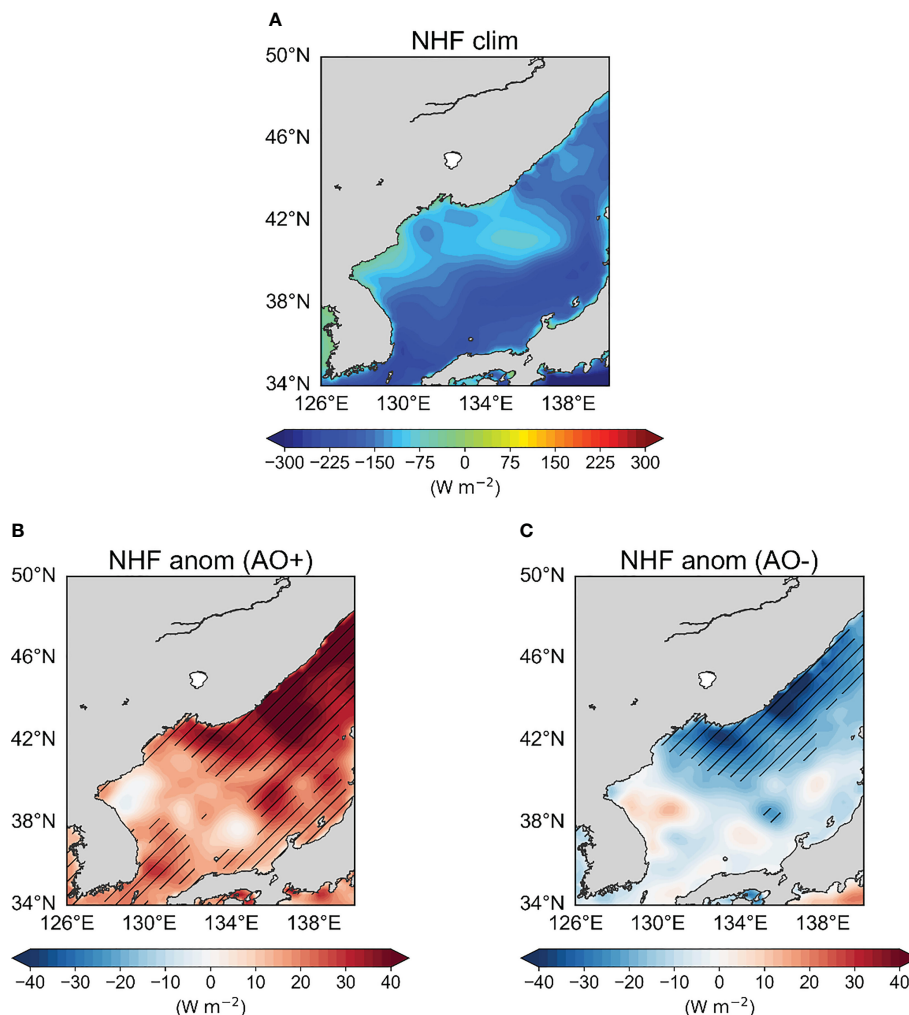 A
NHF clim
50°N
46°N
42°N
38°N
34°N
126°E 130°E 134°E 138°E
−300 −225 −150 −75 0 75 150 225 300
(W m−2)
B
NHF anom (AO+)
50°N
46°N
42°N
38°N
34°N
126°E 130°E 134°E 138°E
−40 −30 −20 −10 0 10 20 30 40
(W m−2)
C
NHF anom (AO-)
50°N
46°N
42°N
38°N
34°N
126°E 130°E 134°E 138°E
−40 −30 −20 −10 0 10 20 30 40
(W m−2)